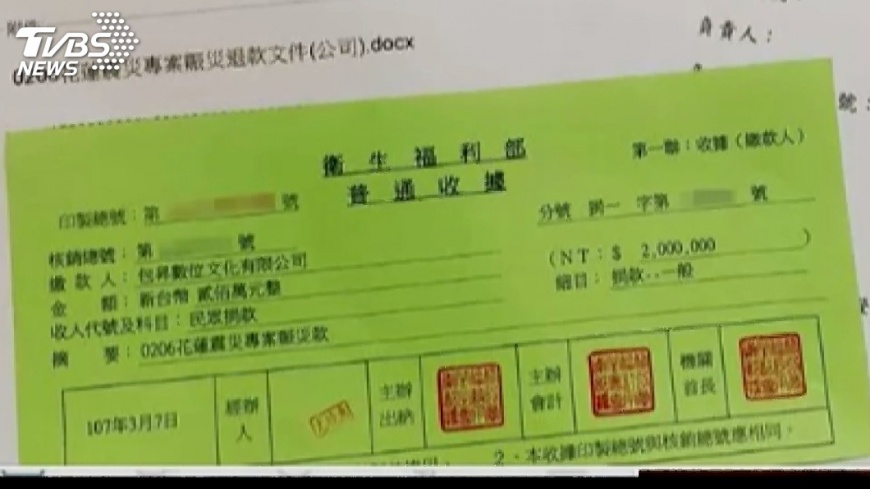 附件
TVBS
NEWS
0206花蓮震災專案賑災退款文件(公司).docx
負責人：
號：
衛生福利部
普通收據
第一聯：收據（繳款人）
印製總號：第 號
分號 捐一 字第 號
核銷總號：第 號
(NT：$ 2,000,000 )
繳款人：包昇數位文化有限公司
細目：捐款..一般
金額：新台幣 貳佰萬元整
收入代號及科目：民眾捐款
摘要：0206花蓮震災專案賑災款
107年3月7日
經辦人
主辦出納
主辦會計
機關首長
2、本收據印製總號與核銷總號應相同。